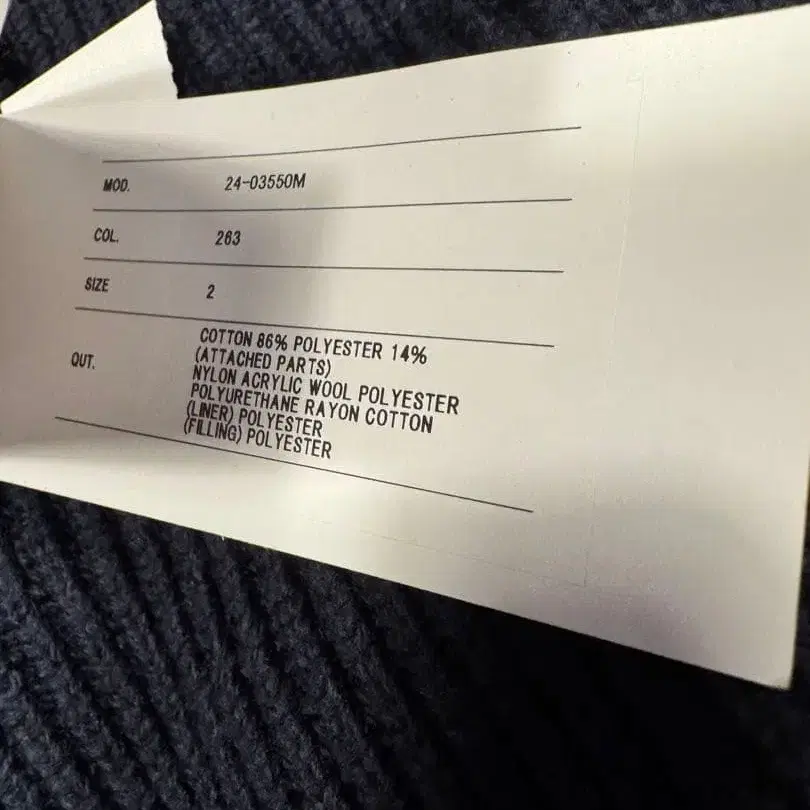 MOD. 24-03550M
COL. 263
SIZE 2
QUT. COTTON 86% POLYESTER 14%
(ATTACHED PARTS)
NYLON ACRYLIC WOOL POLYESTER
POLYURETHANE RAYON COTTON
(LINER) POLYESTER
(FILLING) POLYESTER